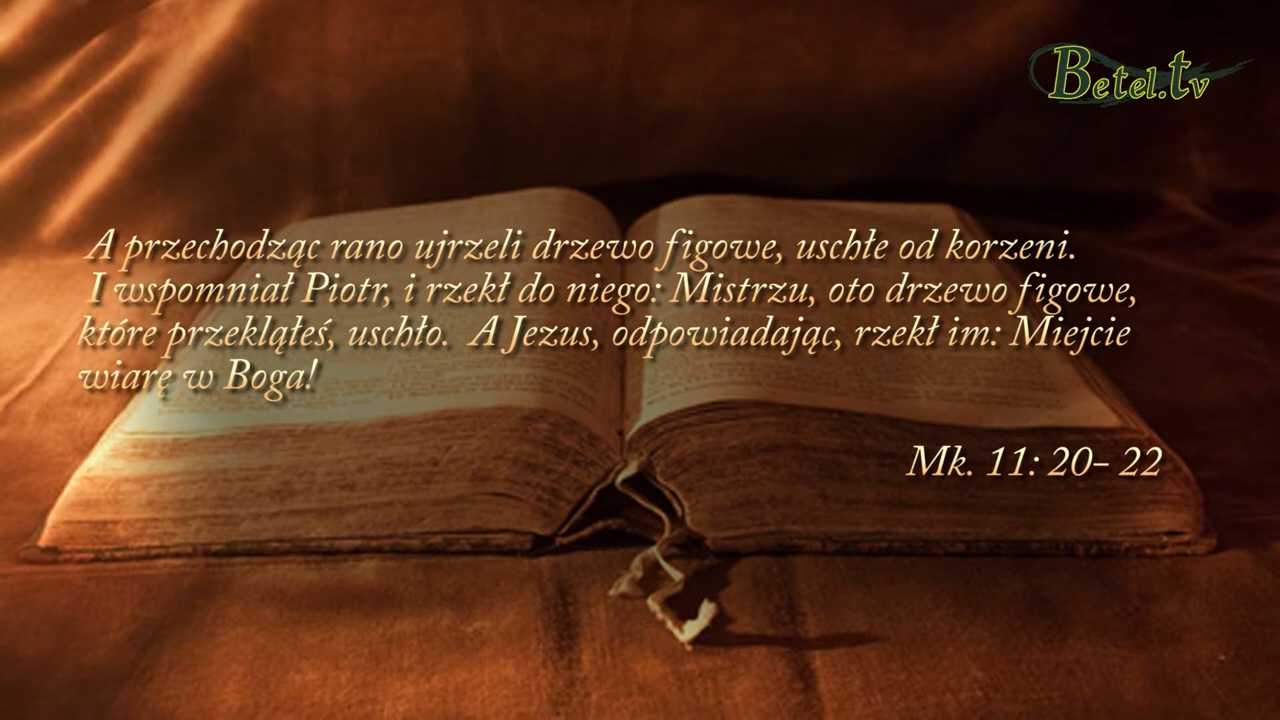 Betel.tv
A przechodząc rano ujrzeli drzewo figowe, uschłe od korzeni.
I wspomniał Piotr, i rzekł do niego: Mistrzu, oto drzewo figowe,
które przekląłeś, uschło. A Jezus, odpowiadając, rzekł im: Miejcie
wiarę w Boga!
Mk. 11: 20- 22